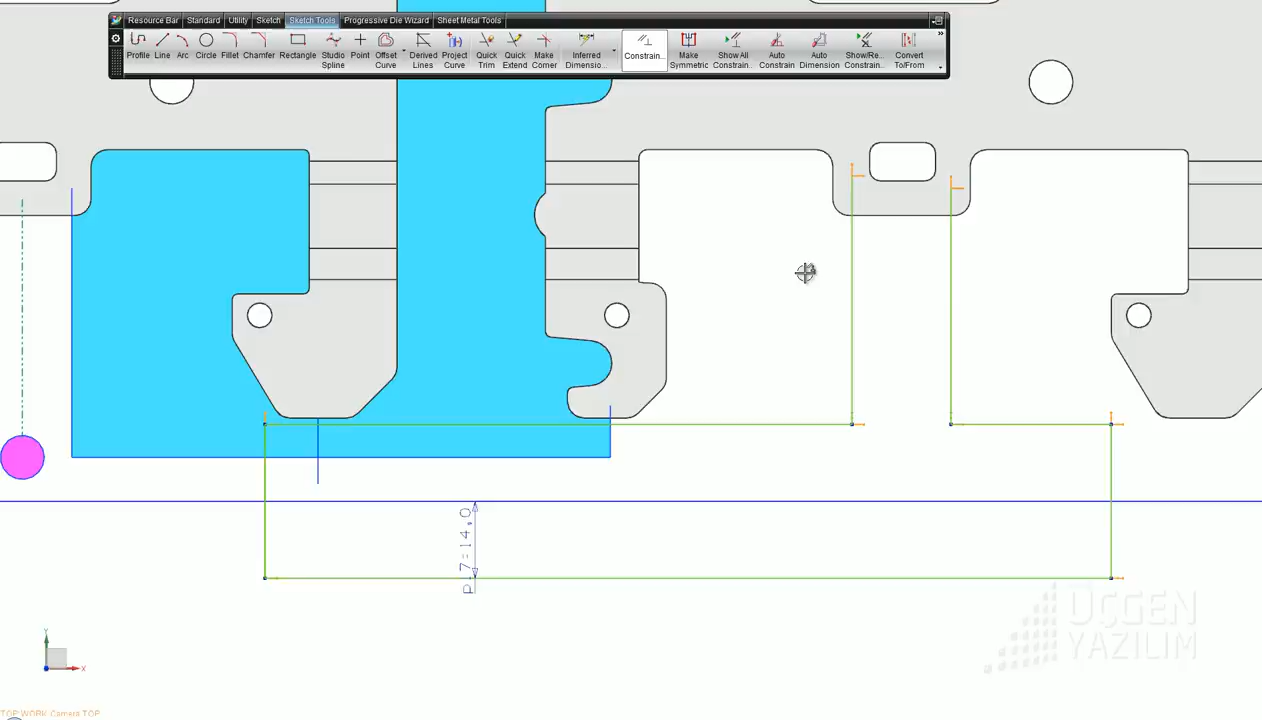 Resource Bar Standard Utility Sketch Sketch Tools Progressive Die Wizard Sheet Metal Tools
Profile Line Arc Circle Fillet Chamfer Rectangle Studio Spline Point Offset Curve Derived Lines Project Curve Quick Trim Quick Extend Make Corner Inferred Dimensio... Constrain... Make Symmetric Show All Constrain... Auto Constrain Auto Dimension Show/Re... Constrain... Convert To/From
p_7=14,0
ÜÇGEN
YAZILIM
Y
X
TOP WORK Camera TOP